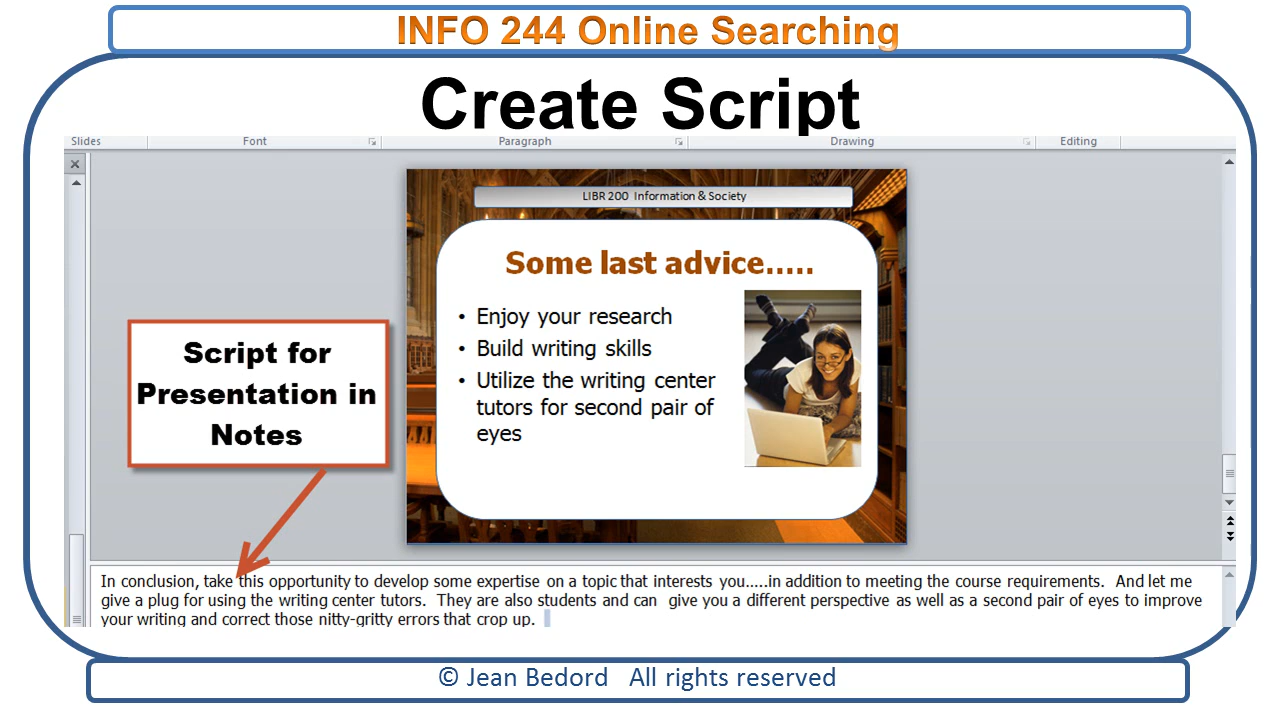 INFO 244 Online Searching
Create Script
Slides Font Paragraph Drawing Editing
LIBR 200 Information & Society
Some last advice.....
• Enjoy your research
• Build writing skills
• Utilize the writing center
tutors for second pair of
eyes
Script for
Presentation in
Notes
In conclusion, take this opportunity to develop some expertise on a topic that interests you.....in addition to meeting the course requirements. And let me
give a plug for using the writing center tutors. They are also students and can give you a different perspective as well as a second pair of eyes to improve
your writing and correct those nitty-gritty errors that crop up.
© Jean Bedord All rights reserved